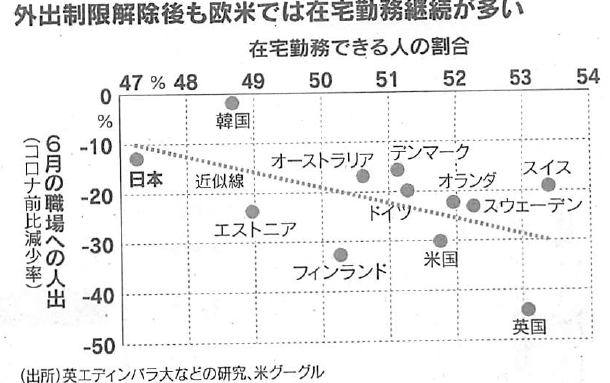 外出制限解除後も欧米では在宅勤務継続が多い
在宅勤務できる人の割合
47 % 48 49 50 51 52 53 54
0
%
-10
-20
-30
-40
-50
6月の職場への人出
(コロナ前比減少率)
韓国
日本
近似線
エストニア
オーストラリア
デンマーク
ドイツ
オランダ
スウェーデン
スイス
フィンランド
米国
英国
(出所)英エディンバラ大などの研究、米グーグル